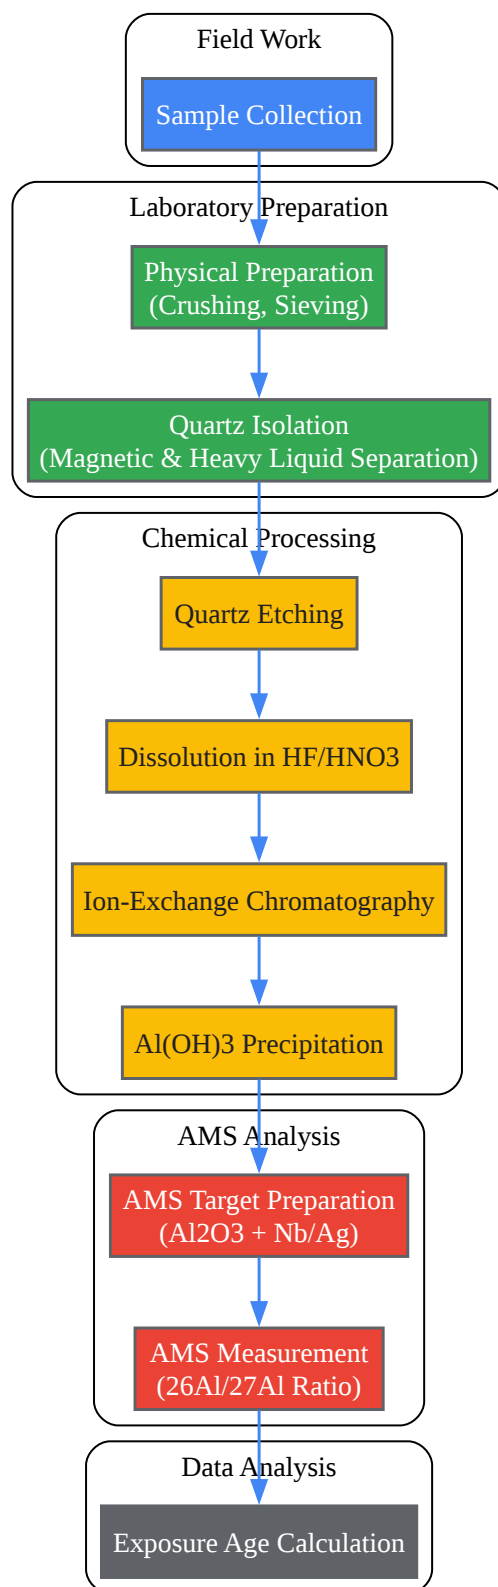 Field Work
Sample Collection
Laboratory Preparation
Physical Preparation
(Crushing, Sieving)
Quartz Isolation
(Magnetic & Heavy Liquid Separation)
Chemical Processing
Quartz Etching
Dissolution in HF/HNO3
Ion-Exchange Chromatography
Al(OH)3 Precipitation
AMS Analysis
AMS Target Preparation
(Al2O3 + Nb/Ag)
AMS Measurement
(26Al/27Al Ratio)
Data Analysis
Exposure Age Calculation